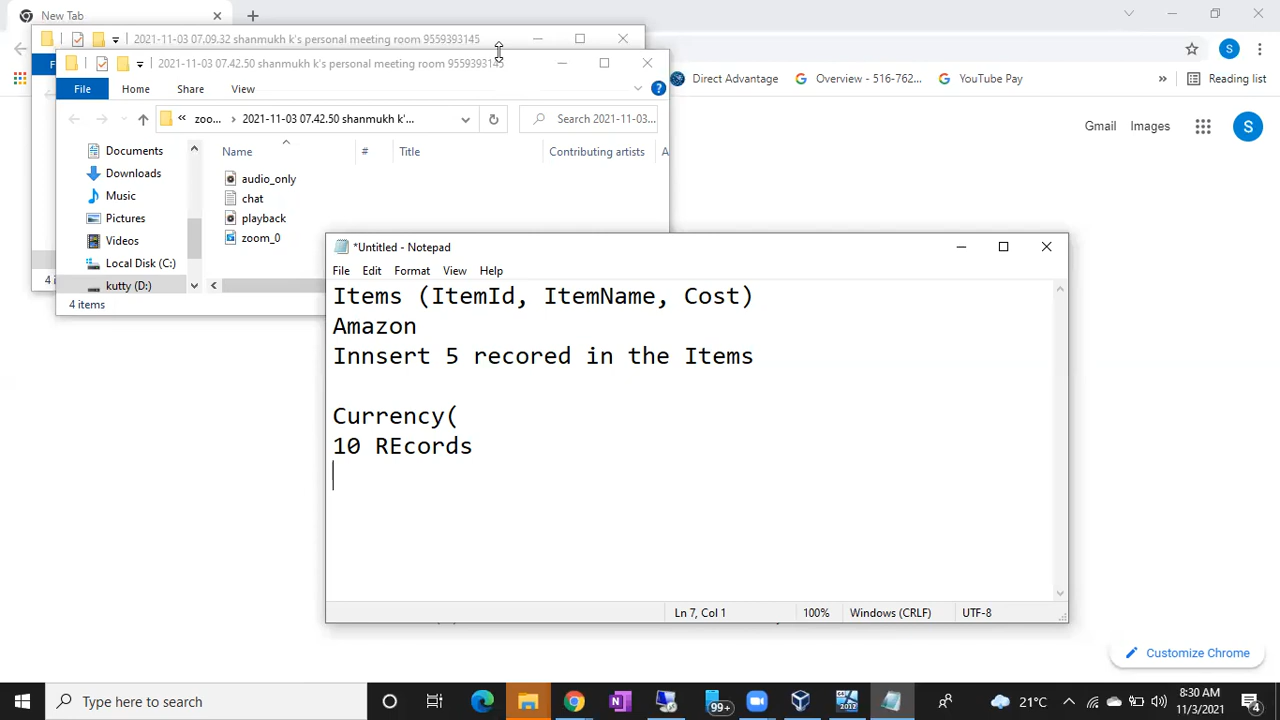 New Tab
2021-11-03 07.09.32 shanmukh k's personal meeting room 9559393145
2021-11-03 07.42.50 shanmukh k's personal meeting room 9559393145
Direct Advantage
Overview - 516-762...
YouTube Pay
»
Reading list
S
File
Home
Share
View
zoo...
2021-11-03 07.42.50 shanmukh k's...
Search 2021-11-03...
Gmail
Images
S
Documents
Downloads
Music
Pictures
Videos
Local Disk (C:)
kutty (D:)
Name
#
Title
Contributing artists
A
audio_only
chat
playback
zoom_0
4 items
*Untitled - Notepad
File
Edit
Format
View
Help
Items (ItemId, ItemName, Cost)
Amazon
Innsert 5 recored in the Items
Currency(
10 REcords
Ln 7, Col 1
100%
Windows (CRLF)
UTF-8
Customize Chrome
Type here to search
99+
2017
21°C
8:30 AM
11/3/2021
4